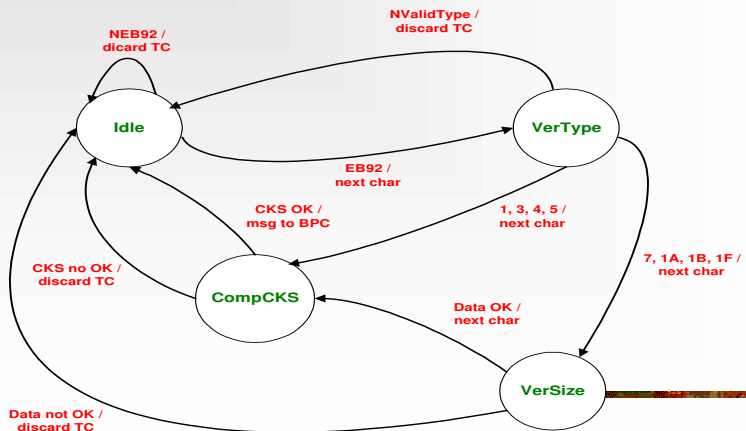 NValidType /
discard TC
NEB92 /
dicard TC
Idle
VerType
EB92 /
next char
CKS OK /
msg to BPC
1, 3, 4, 5 /
next char
7, 1A, 1B, 1F /
next char
CKS no OK /
discard TC
CompCKS
Data OK /
next char
VerSize
Data not OK /
discard TC